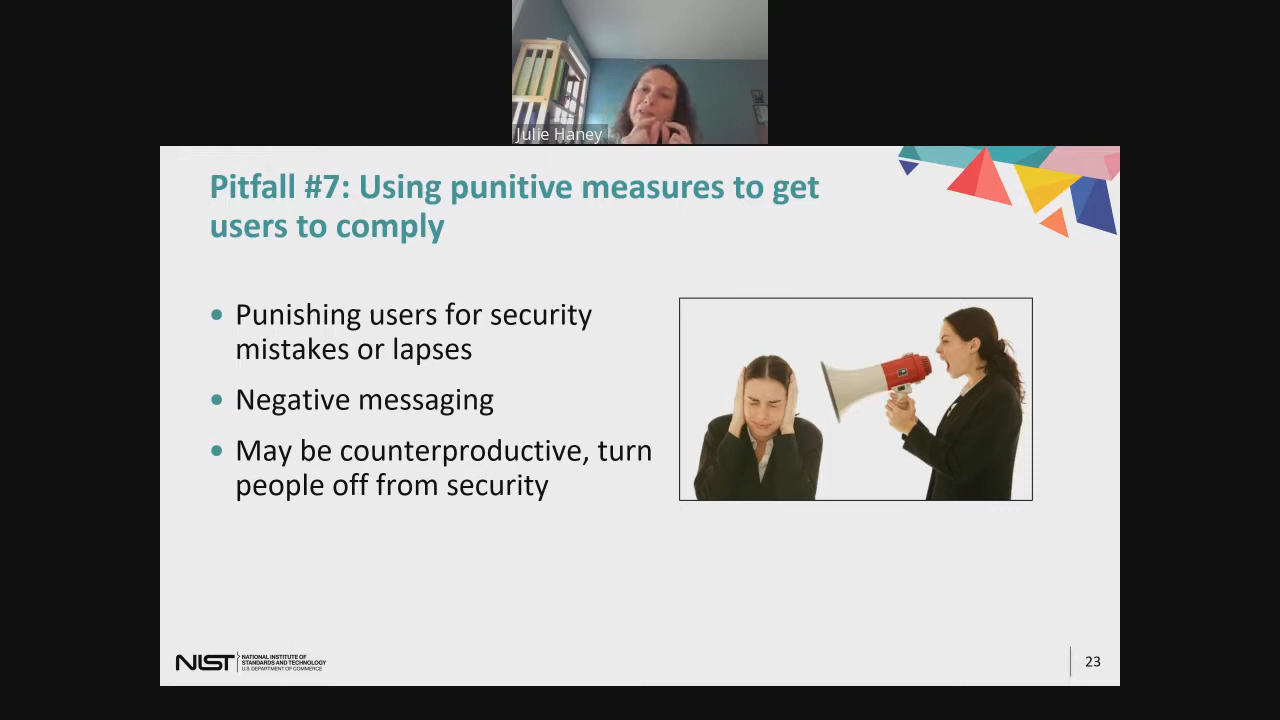 Julie Haney
Pitfall #7: Using punitive measures to get
users to comply
• Punishing users for security
mistakes or lapses
• Negative messaging
• May be counterproductive, turn
people off from security
NIST
NATIONAL INSTITUTE OF
STANDARDS AND TECHNOLOGY
U.S. DEPARTMENT OF COMMERCE
23